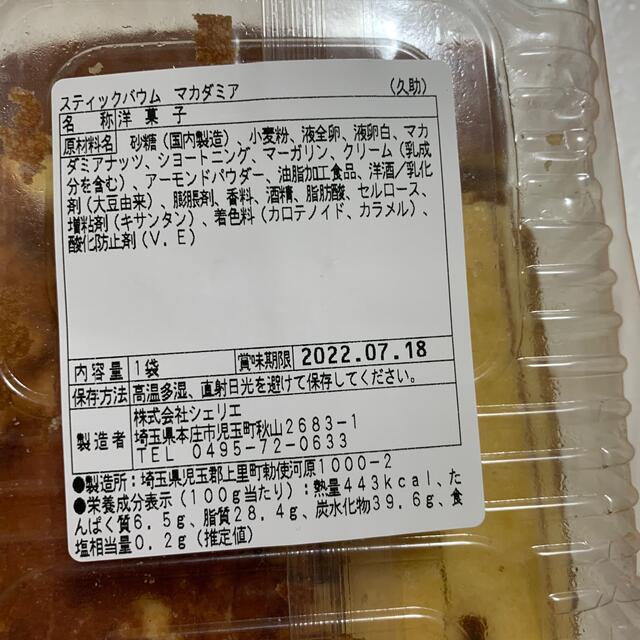 スティックバウム　マカダミア　（久助）
名　称 洋菓子
原材料名 砂糖（国内製造）、小麦粉、液全卵、液卵白、マカ
ダミアナッツ、ショートニング、マーガリン、クリーム（乳成
分を含む）、アーモンドパウダー、油脂加工食品、洋酒／乳化
剤（大豆由来）、膨脹剤、香料、酒精、脂肪酸、セルロース、
増粘剤（キサンタン）、着色料（カロテノイド、カラメル）、
酸化防止剤（V．E）
内容量 1袋 賞味期限 2022.07.18
保存方法 高温多湿、直射日光を避けて保存してください。
製造者 株式会社シェリエ
埼玉県本庄市児玉町秋山2683-1
TEL 0495-72-0633
●製造所：埼玉県児玉郡上里町勅使河原1000-2
●栄養成分表示（100g当たり）：熱量443kcal、た
んぱく質6.5g、脂質28.4g、炭水化物39.6g、食
塩相当量0.2g（推定値）